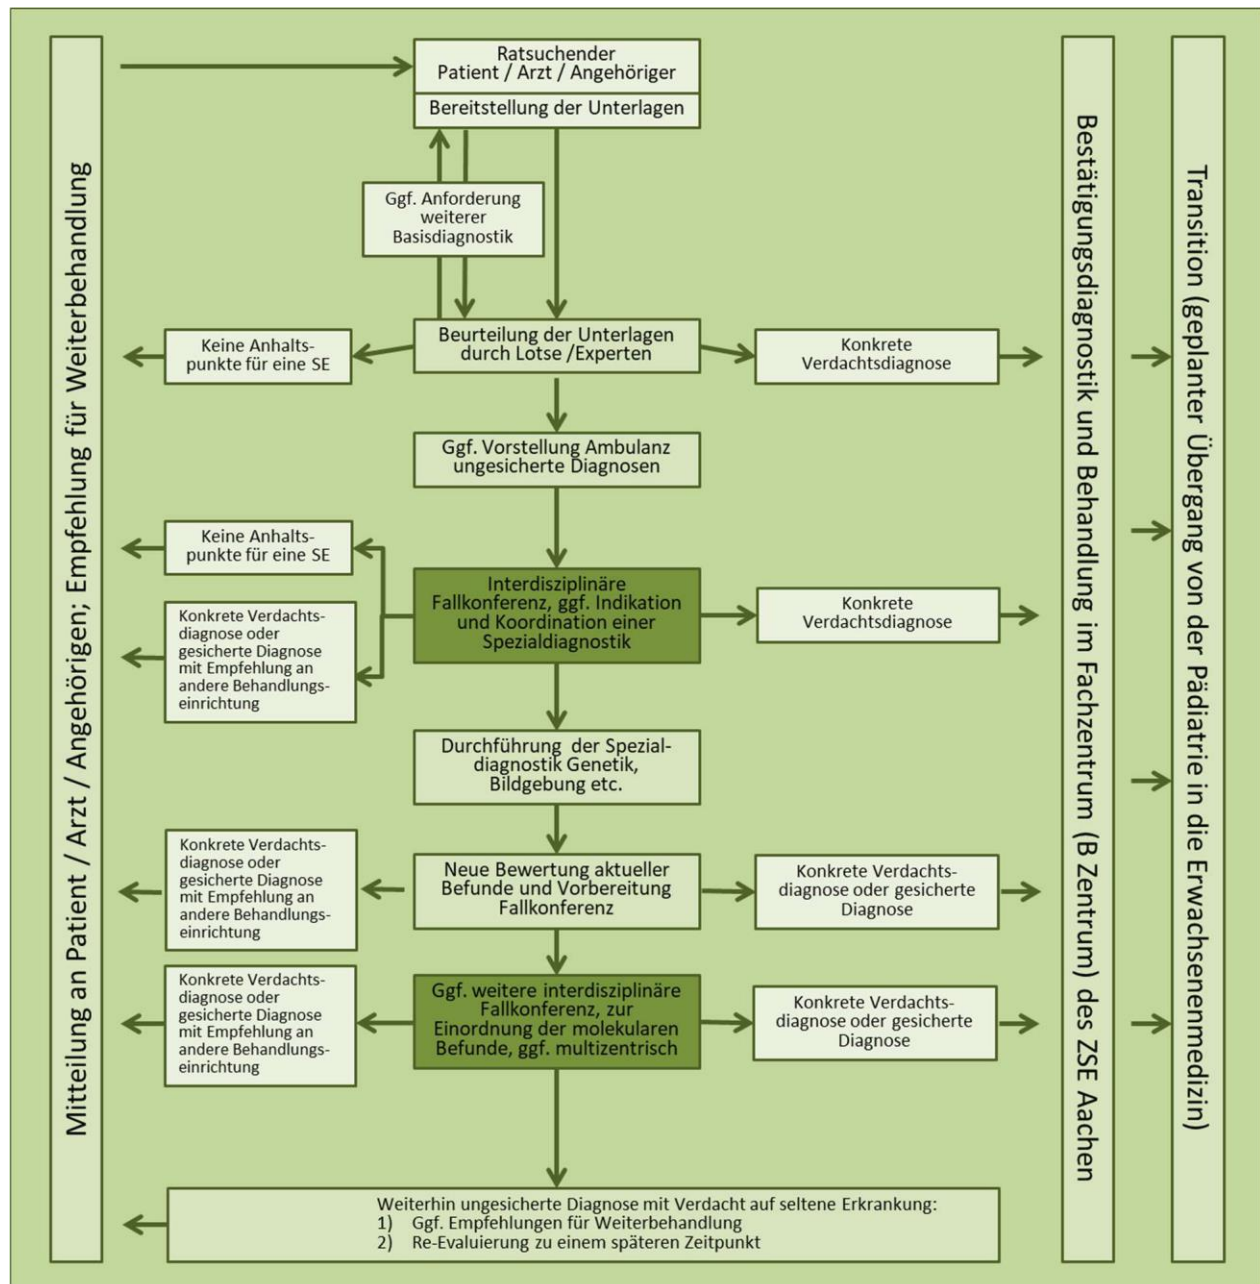 Mitteilung an Patient / Arzt / Angehörigen; Empfehlung für Weiterbehandlung
Ratsuchender
Patient / Arzt / Angehöriger
Bereitstellung der Unterlagen
Ggf. Anforderung
weiterer
Basisdiagnostik
Keine Anhalts-
punkte für eine SE
Beurteilung der Unterlagen
durch Lotse /Experten
Konkrete
Verdachtsdiagnose
Ggf. Vorstellung Ambulanz
ungesicherte Diagnosen
Keine Anhalts-
punkte für eine SE
Konkrete Verdachts-
diagnose oder
gesicherte Diagnose
mit Empfehlung an
andere Behandlungs-
einrichtung
Interdisziplinäre
Fallkonferenz, ggf. Indikation
und Koordination einer
Spezialdiagnostik
Konkrete
Verdachtsdiagnose
Durchführung der Spezial-
diagnostik Genetik,
Bildgebung etc.
Konkrete Verdachts-
diagnose oder
gesicherte Diagnose
mit Empfehlung an
andere Behandlungs-
einrichtung
Neue Bewertung aktueller
Befunde und Vorbereitung
Fallkonferenz
Konkrete Verdachts-
diagnose oder gesicherte
Diagnose
Konkrete Verdachts-
diagnose oder
gesicherte Diagnose
mit Empfehlung an
andere Behandlungs-
einrichtung
Ggf. weitere interdisziplinäre
Fallkonferenz, zur
Einordnung der molekularen
Befunde, ggf. multizentrisch
Konkrete Verdachts-
diagnose oder gesicherte
Diagnose
Weiterhin ungesicherte Diagnose mit Verdacht auf seltene Erkrankung:
1) Ggf. Empfehlungen für Weiterbehandlung
2) Re-Evaluierung zu einem späteren Zeitpunkt
Bestätigungsdiagnostik und Behandlung im Fachzentrum (B Zentrum) des ZSE Aachen
Transition (geplanter Übergang von der Pädiatrie in die Erwachsenenmedizin)